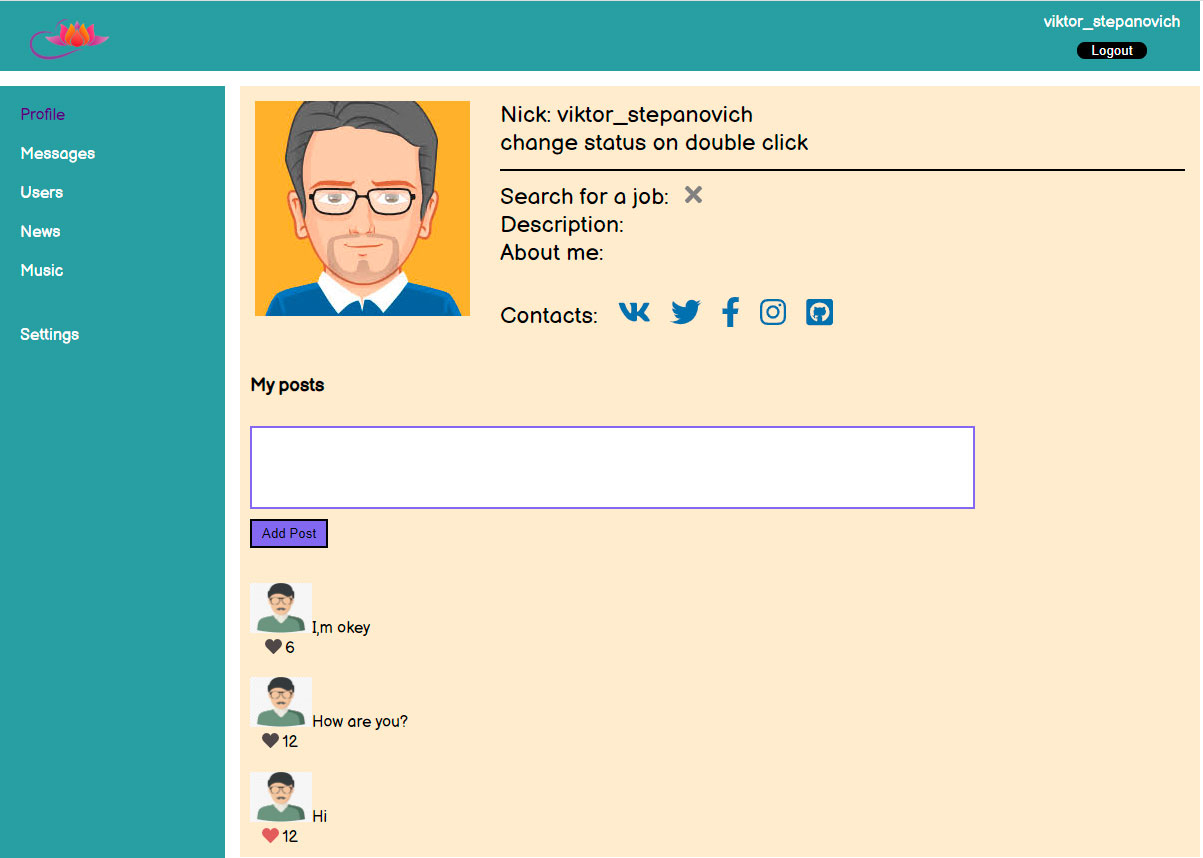 viktor_stepanovich
Logout
Profile
Messages
Users
News
Music
Settings
Nick: viktor_stepanovich
change status on double click
Search for a job:
Description:
About me:
Contacts:
My posts
Add Post
I,m okey
6
How are you?
12
Hi
12